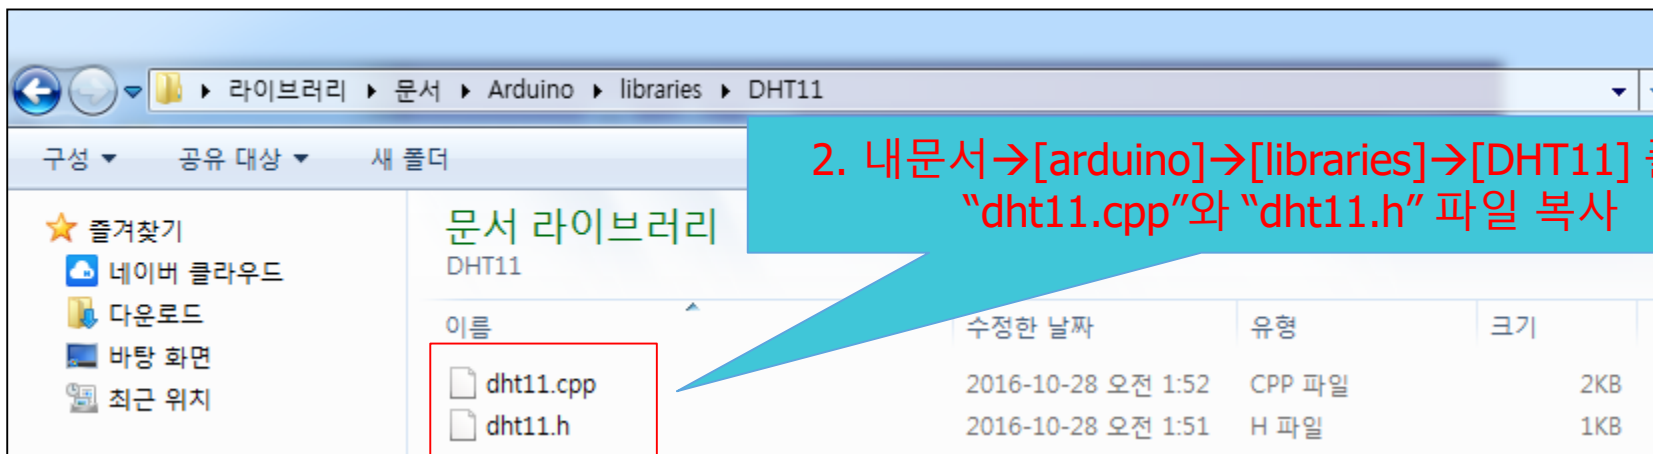 라이브러리 ▸ 문서 ▸ Arduino ▸ libraries ▸ DHT11
구성 ▼ 공유 대상 ▼ 새 폴더
2. 내문서→[arduino]→[libraries]→[DHT11]
“dht11.cpp”와 “dht11.h” 파일 복사
즐겨찾기
네이버 클라우드
다운로드
바탕 화면
최근 위치
문서 라이브러리
DHT11
이름 수정한 날짜 유형 크기
dht11.cpp 2016-10-28 오전 1:52 CPP 파일 2KB
dht11.h 2016-10-28 오전 1:51 H 파일 1KB